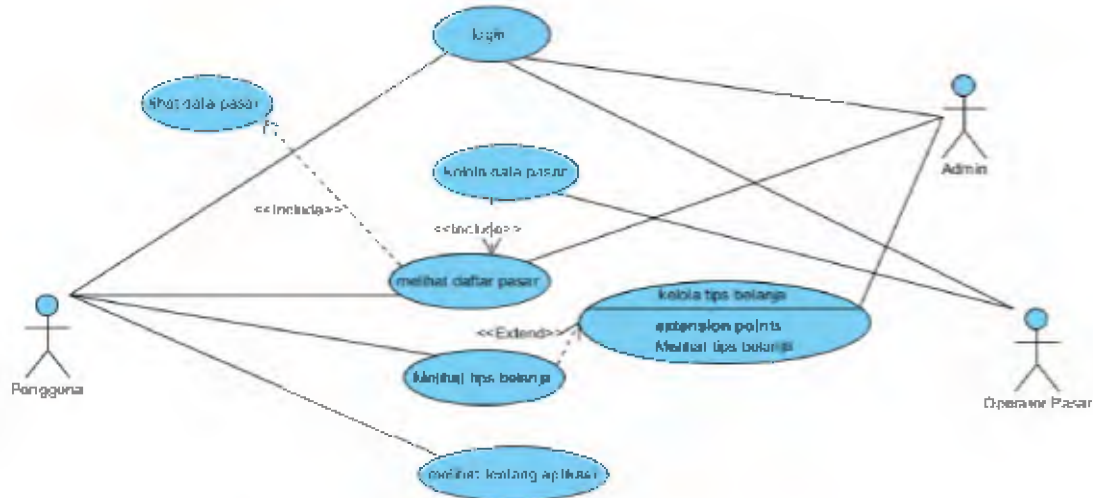 login
lihat data pasar
Admin
kelola data pasar
<<Include>>
<<Include>>
melihat daftar pasar
kelola tips belanja
<<Extend>>
extension points
Melihat tips belanja
Melihat tips belanja
Pengguna
Operator Pasar
melihat tentang aplikasi